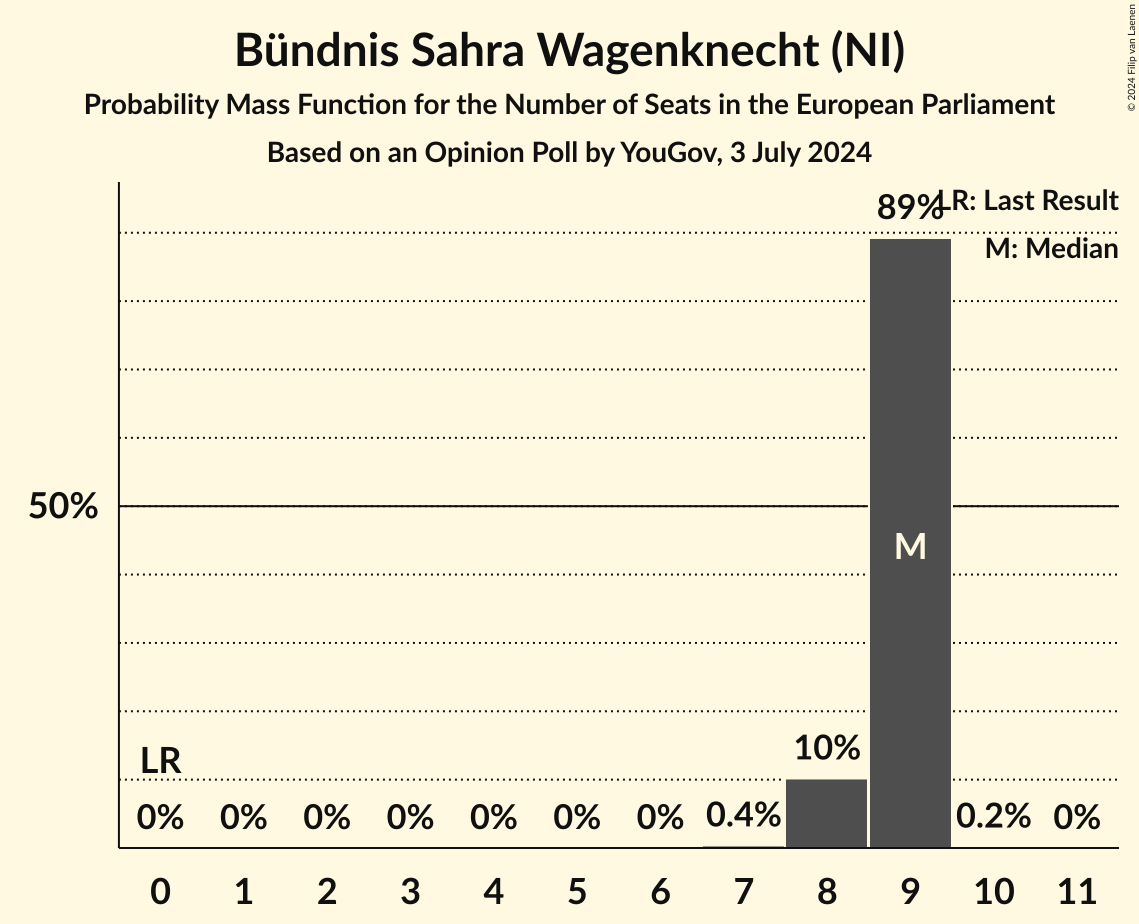 Bündnis Sahra Wagenknecht (NI)
Probability Mass Function for the Number of Seats in the European Parliament
Based on an Opinion Poll by YouGov, 3 July 2024
© 2024 Filip van Laenen
LR: Last Result
M: Median
89%
50%
M
10%
LR
0% 0% 0% 0% 0% 0% 0% 0.4% 0.2% 0%
0 1 2 3 4 5 6 7 8 9 10 11